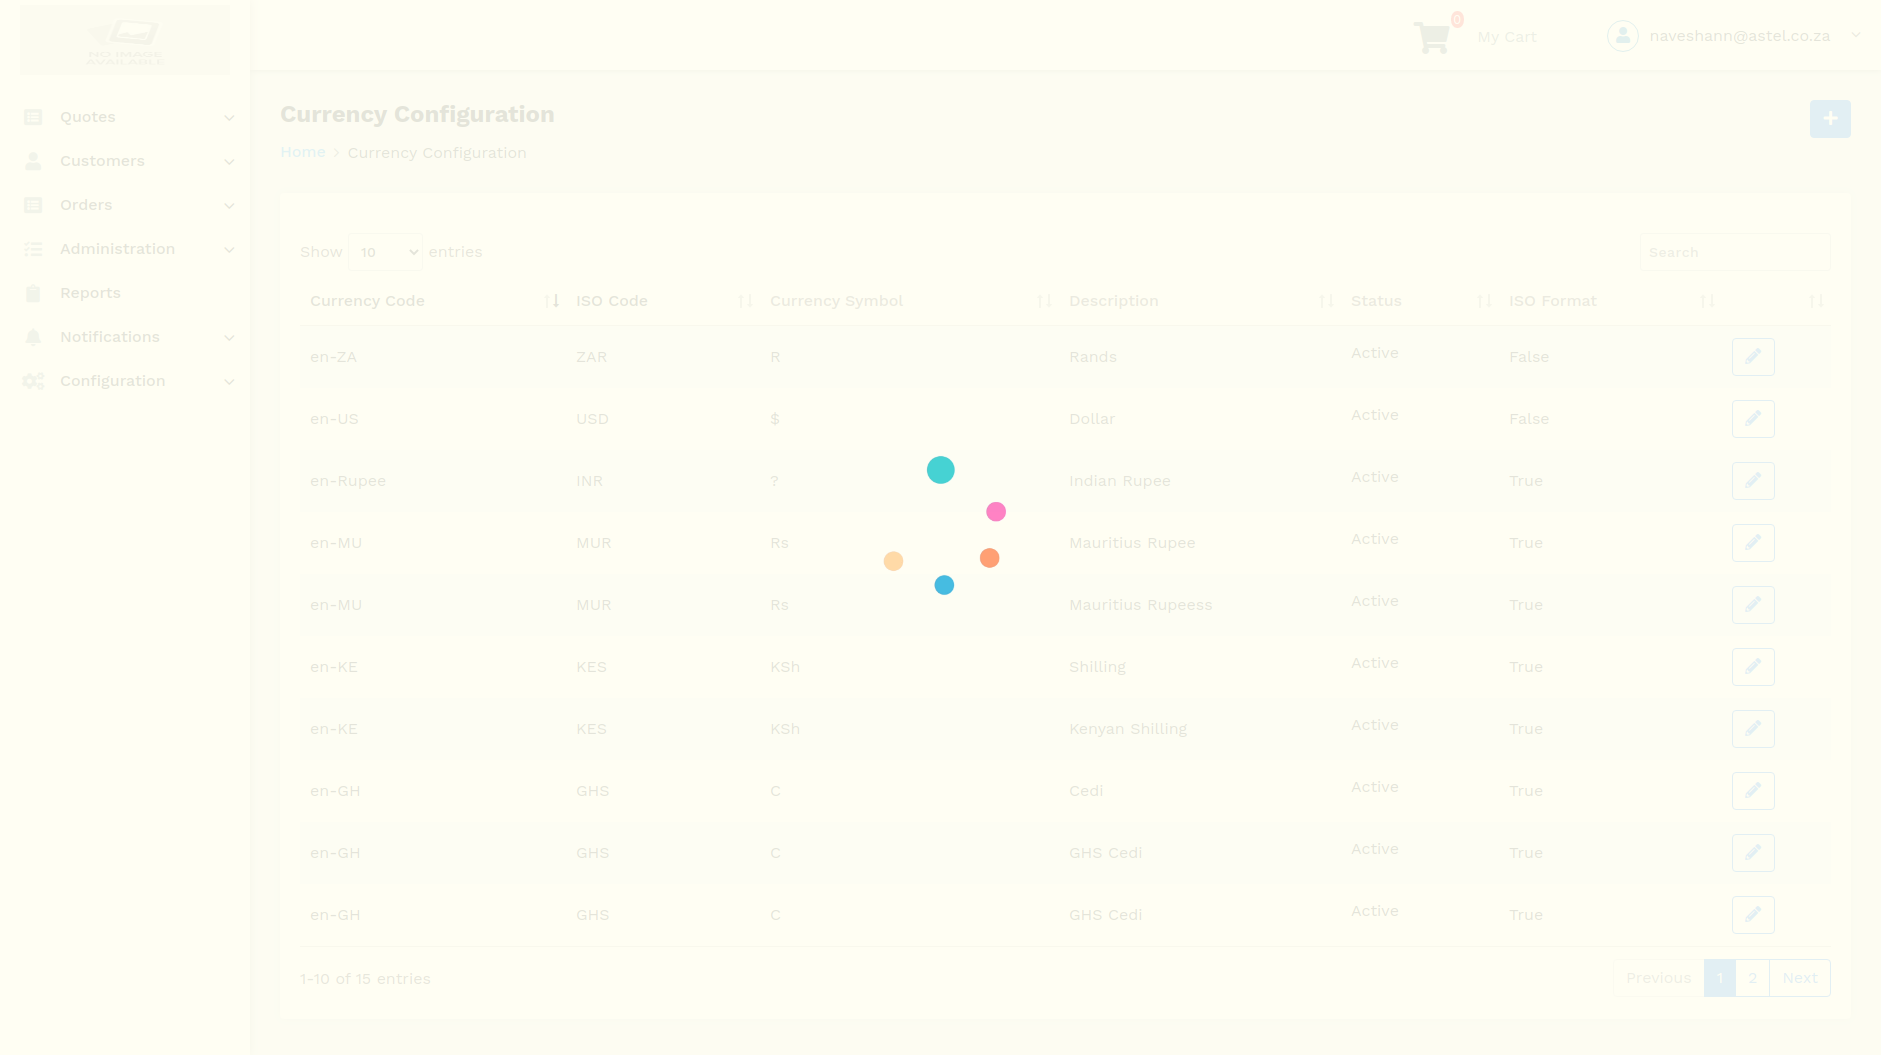 NO IMAGE
AVAILABLE
0
My Cart
naveshann@astel.co.za
Quotes
Customers
Orders
Administration
Reports
Notifications
Configuration
Currency Configuration
Home > Currency Configuration
Show 10 entries
Search
Currency Code ISO Code Currency Symbol Description Status ISO Format
en-ZA ZAR R Rands Active False
en-US USD $ Dollar Active False
en-Rupee INR ? Indian Rupee Active True
en-MU MUR Rs Mauritius Rupee Active True
en-MU MUR Rs Mauritius Rupeess Active True
en-KE KES KSh Shilling Active True
en-KE KES KSh Kenyan Shilling Active True
en-GH GHS C Cedi Active True
en-GH GHS C GHS Cedi Active True
en-GH GHS C GHS Cedi Active True
1-10 of 15 entries
Previous 1 2 Next